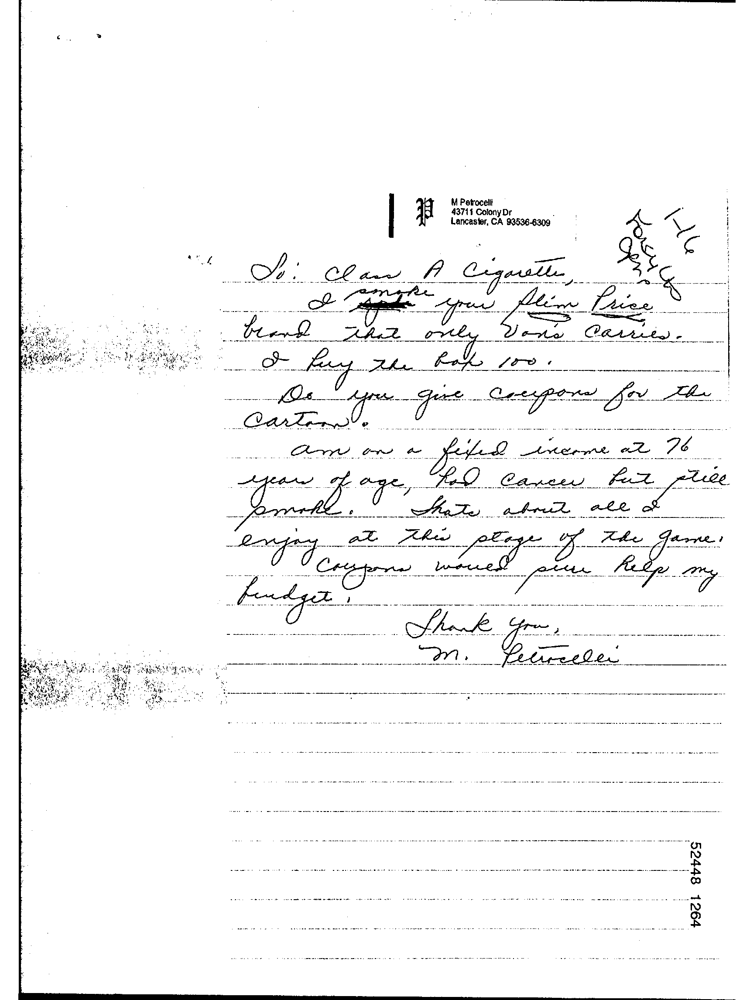 P
M Petrocelli
43711 Colony Dr
Lancaster, CA 93536-6309
1-16
To: Class A Cigarettes,
I smoke your Slim Price
brand that only Von's carries.
I buy the box 100.
Do you give coupons for the
cartoon.
am on a fixed income at 76
years of age, had cancer but still
smoke. Thats about all I
enjoy at this stage of the game.
Coupons would sure help my
budget.
Thank you,
M. Petrocelli
52448 1264